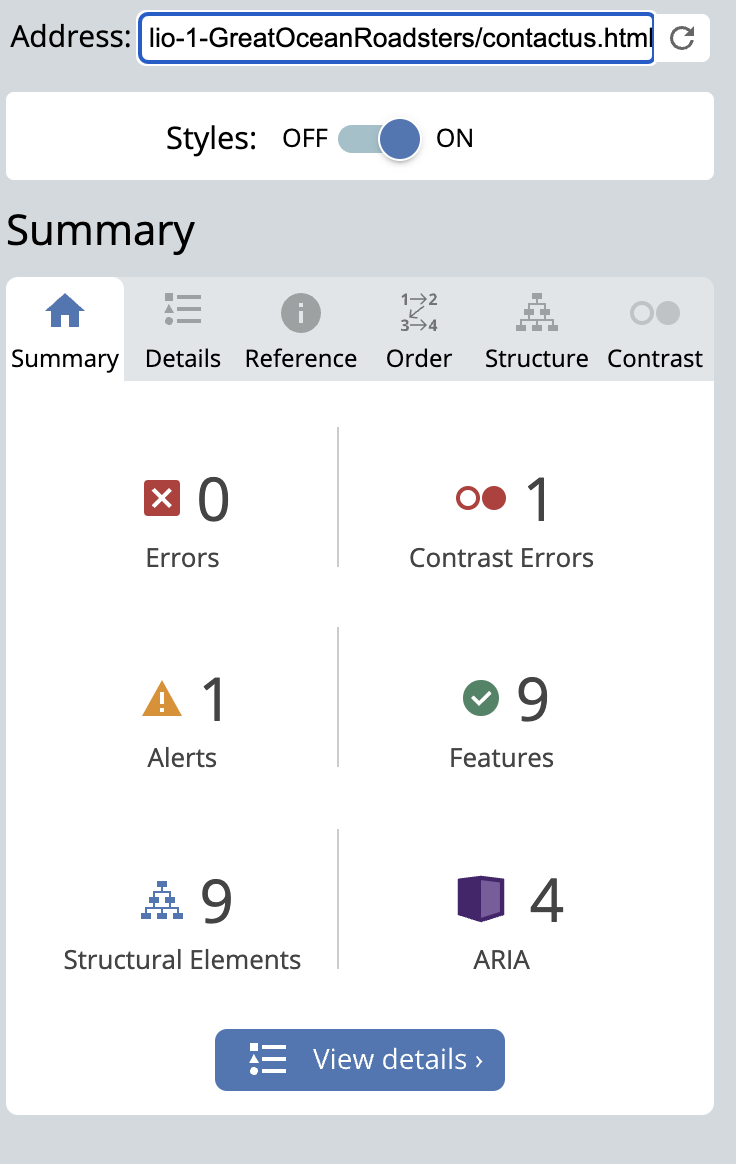 Address: lio-1-GreatOceanRoadsters/contactus.html
Styles: OFF ON
Summary
1→2
3→4
Summary Details Reference Order Structure Contrast
0 1
Errors Contrast Errors
1 9
Alerts Features
9 4
Structural Elements ARIA
View details ›